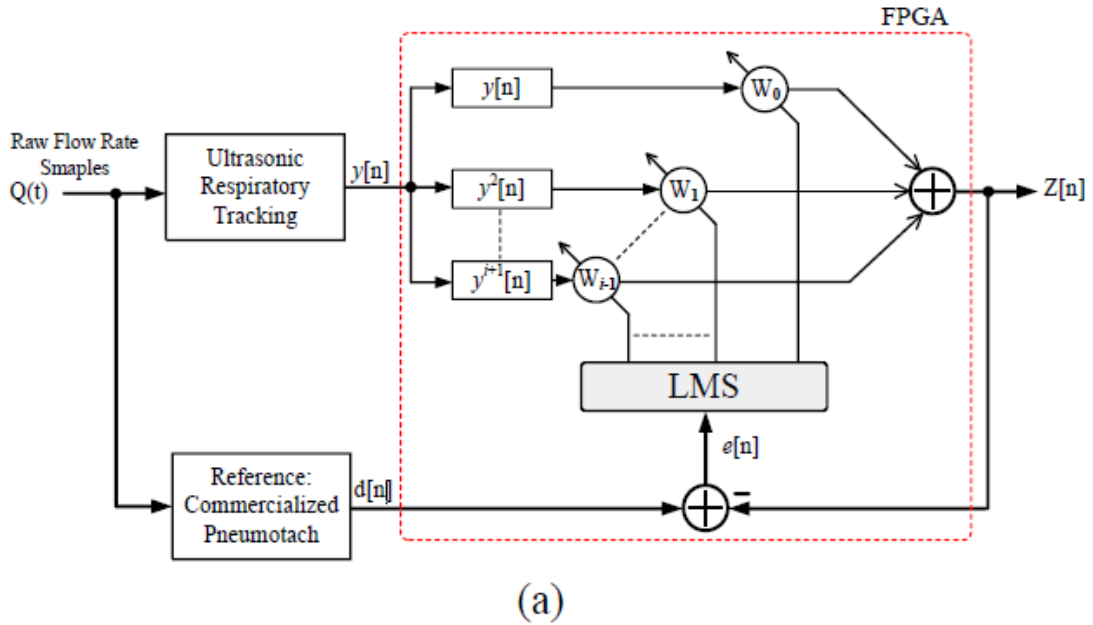 FPGA
y[n]
W₀
Raw Flow Rate
Smaples
Q(t)
Ultrasonic
Respiratory
Tracking
y[n]
y²[n]
W₁
Z[n]
yⁱ⁺¹[n]
Wᵢ₋₁
LMS
e[n]
Reference:
Commercialized
Pneumotach
d[n]
(a)